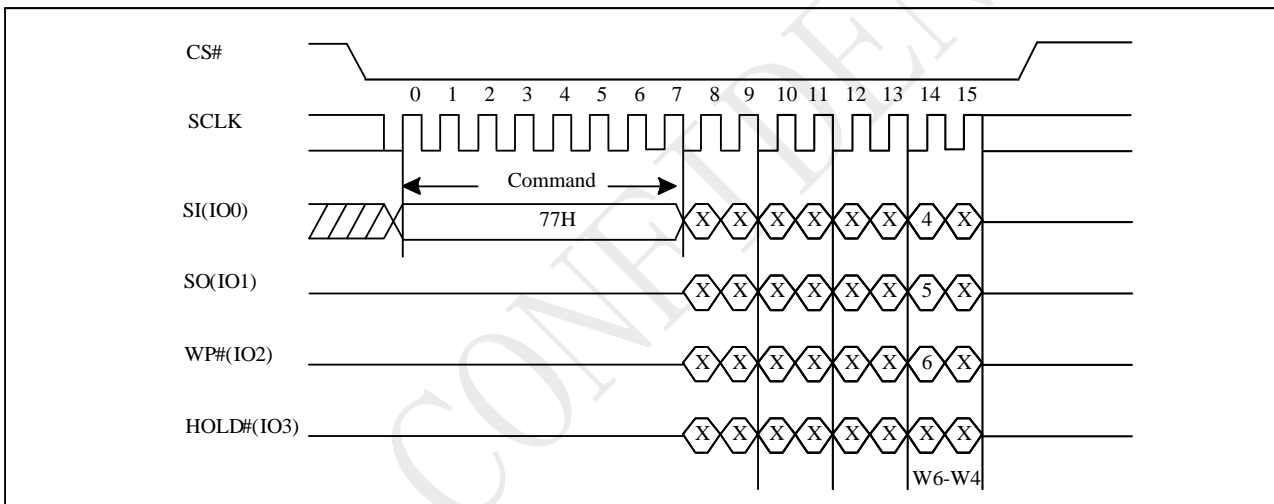 CS#
0 1 2 3 4 5 6 7 8 9 10 11 12 13 14 15
SCLK
Command
SI(IO0) 77H X X X X X X 4 X
SO(IO1) X X X X X X 5 X
WP#(IO2) X X X X X X 6 X
HOLD#(IO3) X X X X X X X X
W6-W4
CONFIDEN